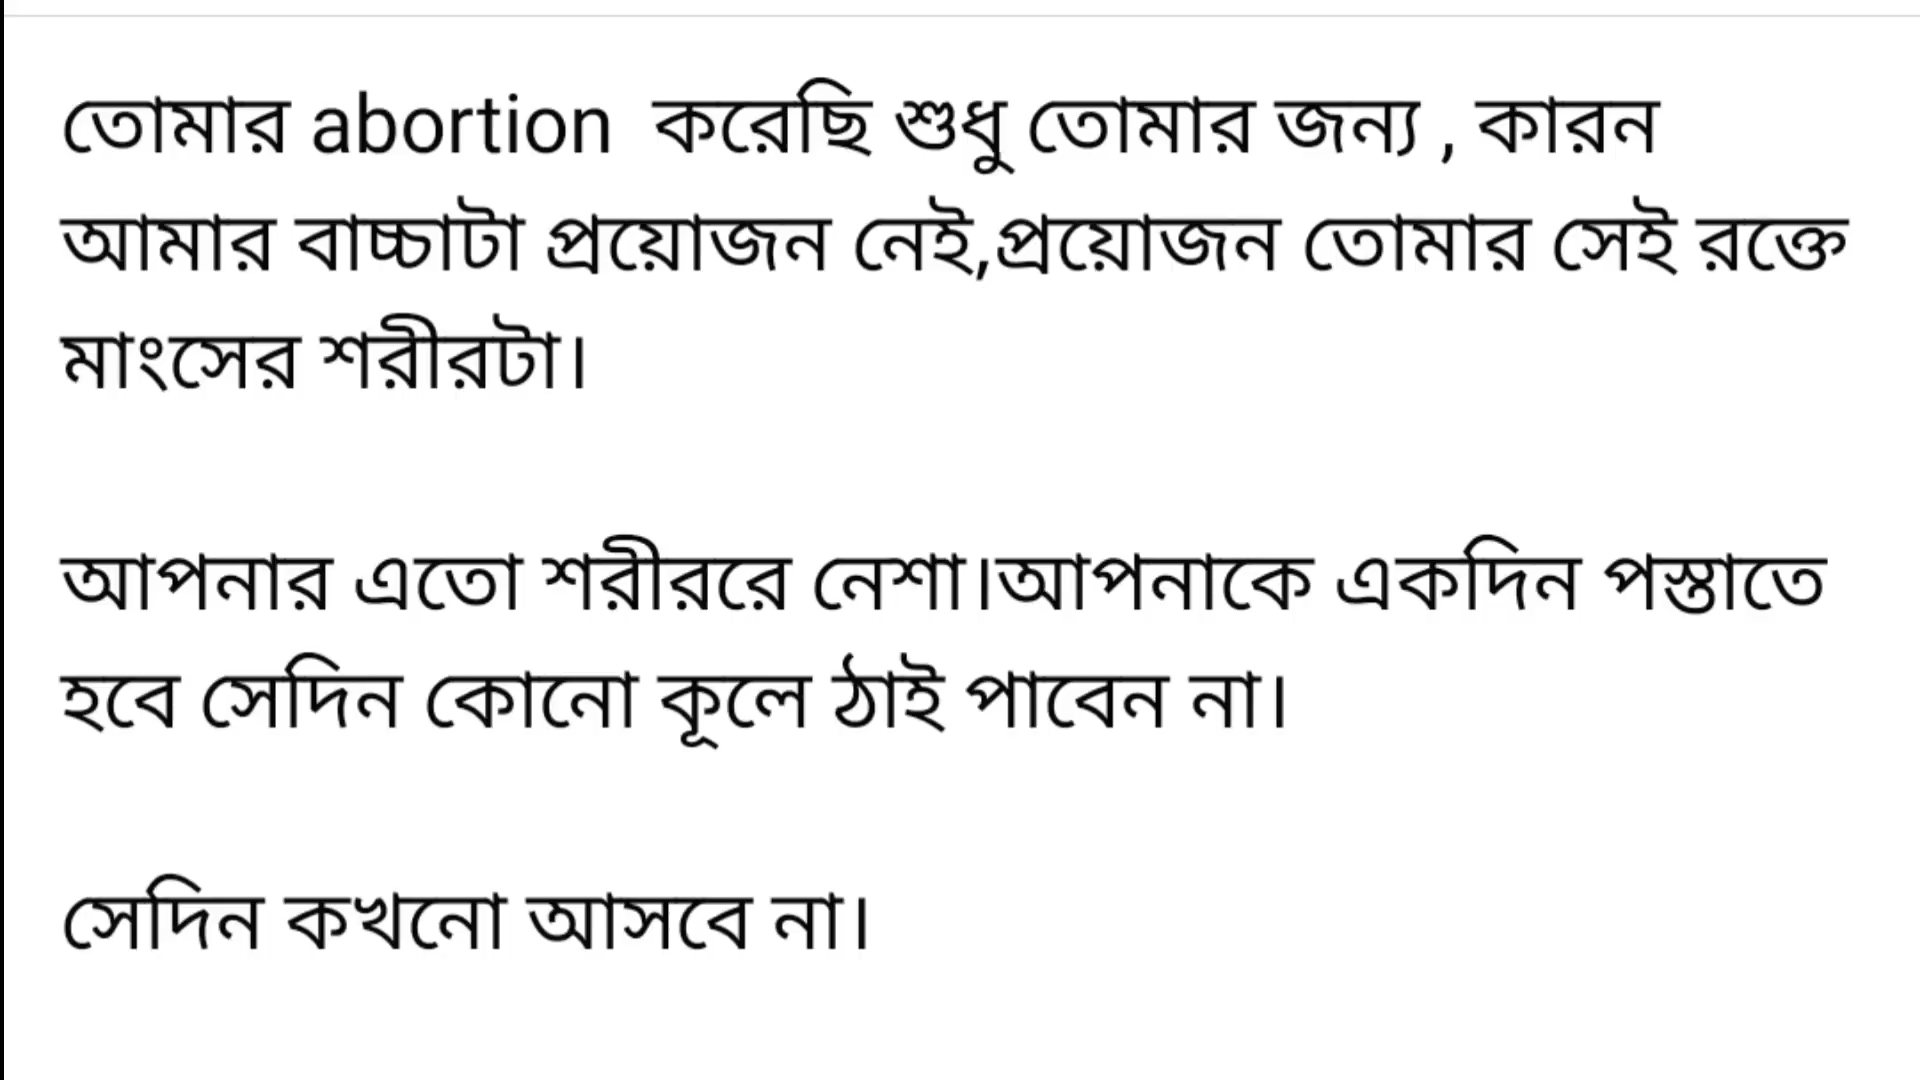 তোমার abortion করেছি শুধু তোমার জন্য , কারন
আমার বাচ্চাটা প্রয়োজন নেই,প্রয়োজন তোমার সেই রক্তে
মাংসের শরীরটা।
আপনার এতো শরীররে নেশা।আপনাকে একদিন পস্তাতে
হবে সেদিন কোনো কূলে ঠাই পাবেন না।
সেদিন কখনো আসবে না।